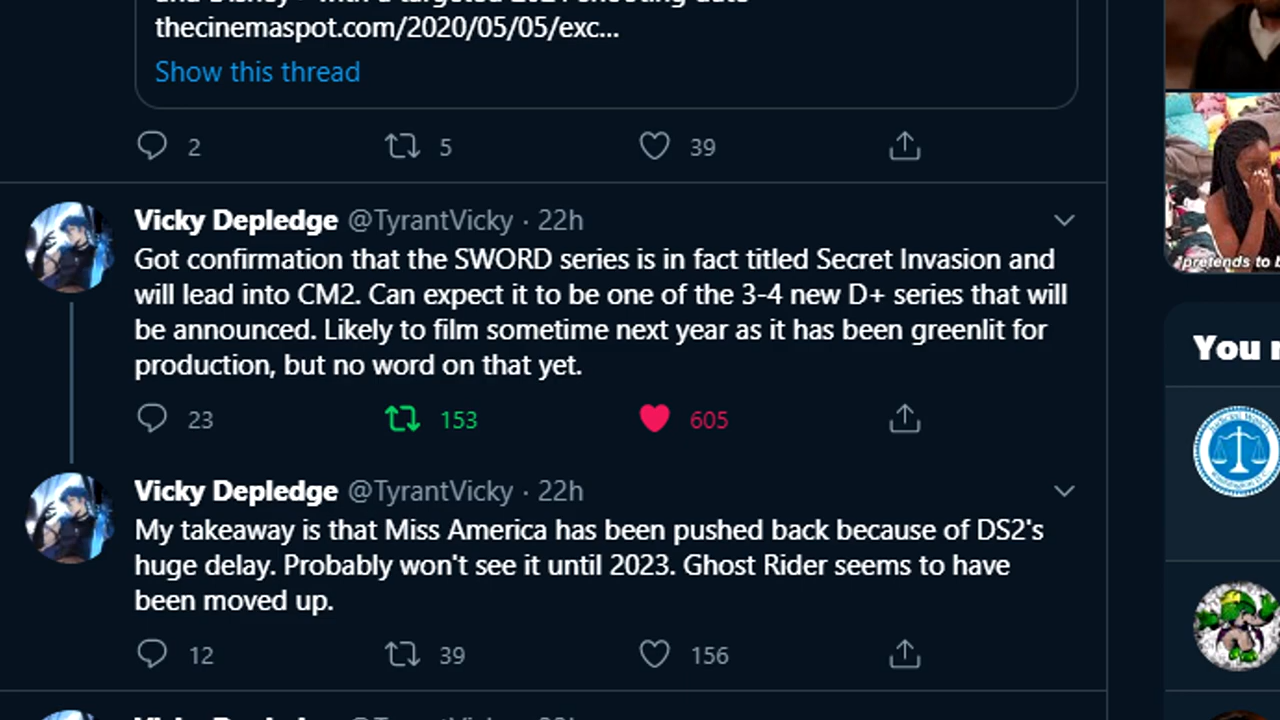 thecinemaspot.com/2020/05/05/exc...
Show this thread
2 5 39
Vicky Depledge @TyrantVicky · 22h
Got confirmation that the SWORD series is in fact titled Secret Invasion and
will lead into CM2. Can expect it to be one of the 3-4 new D+ series that will
be announced. Likely to film sometime next year as it has been greenlit for
production, but no word on that yet.
23 153 605
Vicky Depledge @TyrantVicky · 22h
My takeaway is that Miss America has been pushed back because of DS2's
huge delay. Probably won't see it until 2023. Ghost Rider seems to have
been moved up.
12 39 156
*pretends to b
You